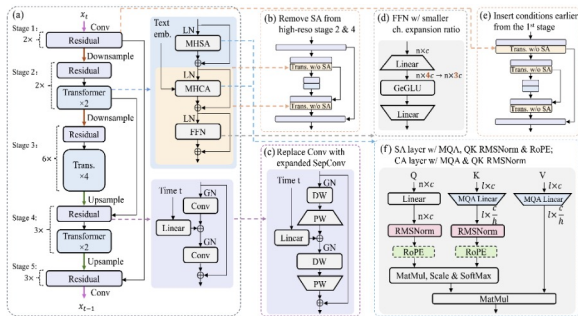 (a)
x_t
Conv
Stage 1:
2×
Residual
Downsample
Stage 2:
2×
Residual
Transformer
×2
Downsample
Stage 3:
6×
Residual
Trans.
×4
Upsample
Stage 4:
3×
Residual
Transformer
×2
Upsample
Stage 5:
3×
Residual
Conv
x_{t−1}
Text
emb.
LN
MHSA
LN
MHCA
LN
FFN
Time t
GN
Conv
Linear
GN
Conv
(b) Remove SA from
high-reso stage 2 & 4
Trans. w/o SA
Trans. w/o SA
(c) Replace Conv with
expanded SepConv
Time t
GN
DW
PW
Linear
GN
DW
PW
(d) FFN w/ smaller
ch. expansion ratio
n×c
Linear
n×4c → n×3c
GeGLU
Linear
(e) Insert conditions earlier
from the 1st stage
Trans. w/o SA
Trans. w/o SA
Trans. w/o SA
(f) SA layer w/ MQA, QK RMSNorm & RoPE;
CA layer w/ MQA & QK RMSNorm
Q K V
n×c l×c l×c
Linear MQA Linear MQA Linear
n×c l×c/h l×c/h
RMSNorm RMSNorm
RoPE RoPE
MatMul, Scale & SoftMax
MatMul